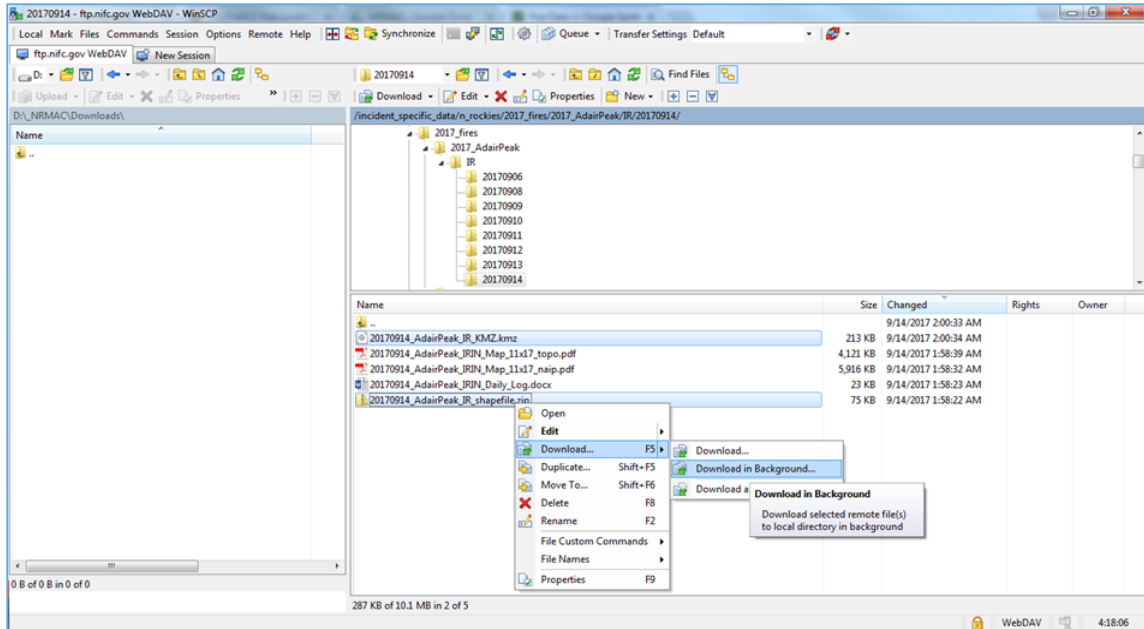 20170914 - ftp.nifc.gov WebDAV - WinSCP
Local Mark Files Commands Session Options Remote Help Synchronize Queue Transfer Settings Default
ftp.nifc.gov WebDAV New Session
D: 20170914 Find Files
Upload Edit Properties » Download Edit Properties New
D:\_NRMAC\Downloads\ /incident_specific_data/n_rockies/2017_fires/2017_AdairPeak/IR/20170914/
Name
..
2017_fires
2017_AdairPeak
IR
20170906
20170908
20170909
20170910
20170911
20170912
20170913
20170914
Name Size Changed Rights Owner
.. 9/14/2017 2:00:33 AM
20170914_AdairPeak_IR_KMZ.kmz 213 KB 9/14/2017 2:00:34 AM
20170914_AdairPeak_IRIN_Map_11x17_topo.pdf 4,121 KB 9/14/2017 1:58:39 AM
20170914_AdairPeak_IRIN_Map_11x17_naip.pdf 5,916 KB 9/14/2017 1:58:32 AM
20170914_AdairPeak_IRIN_Daily_Log.docx 23 KB 9/14/2017 1:58:23 AM
20170914_AdairPeak_IR_shapefile.zip 75 KB 9/14/2017 1:58:22 AM
Open
Edit
Download... F5
Duplicate... Shift+F5
Move To... Shift+F6
Delete F8
Rename F2
File Custom Commands
File Names
Properties F9
Download...
Download in Background...
Download a
Download in Background
Download selected remote file(s)
to local directory in background
0 B of 0 B in 0 of 0
287 KB of 10.1 MB in 2 of 5
WebDAV 4:18:06